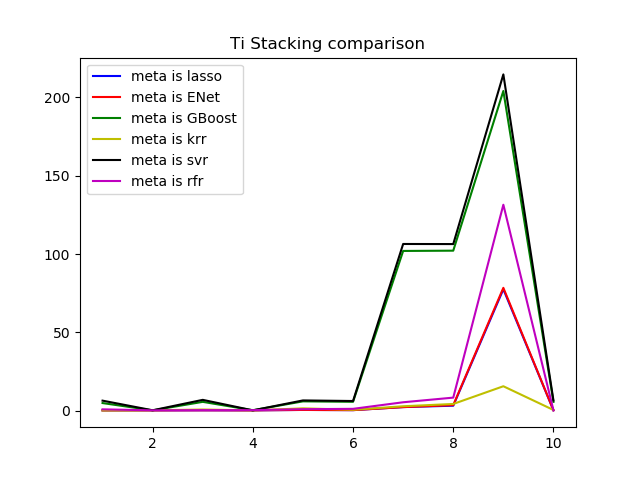 Ti Stacking comparison
meta is lasso
meta is ENet
meta is GBoost
meta is krr
meta is svr
meta is rfr
200
150
100
50
0
2 4 6 8 10